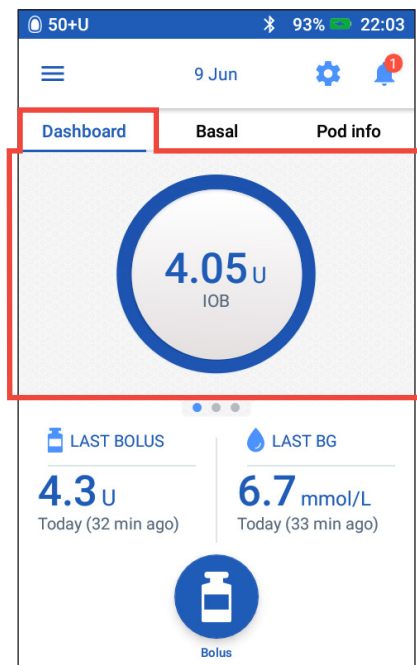 50+U 93% 22:03
9 Jun 1
Dashboard Basal Pod info
4.05 U
IOB
LAST BOLUS LAST BG
4.3 U 6.7 mmol/L
Today (32 min ago) Today (33 min ago)
Bolus